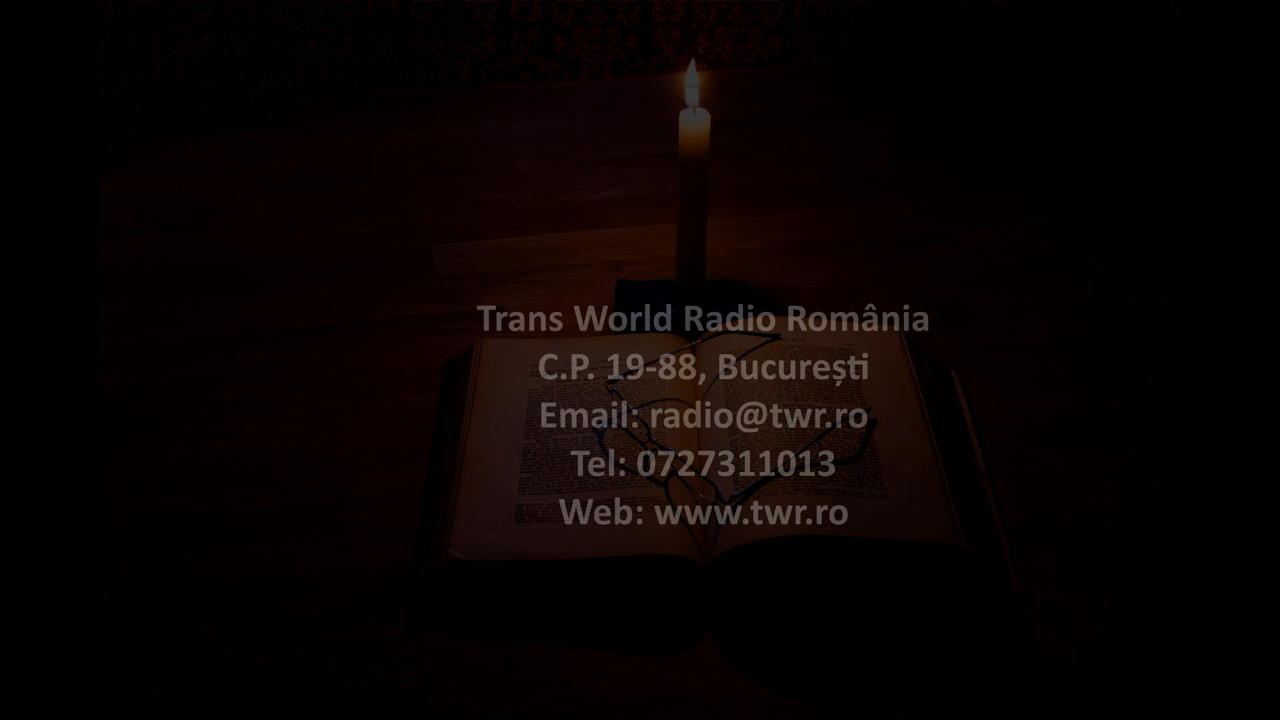 Trans World Radio România
C.P. 19-88, București
Email: radio@twr.ro
Tel: 0727311013
Web: www.twr.ro